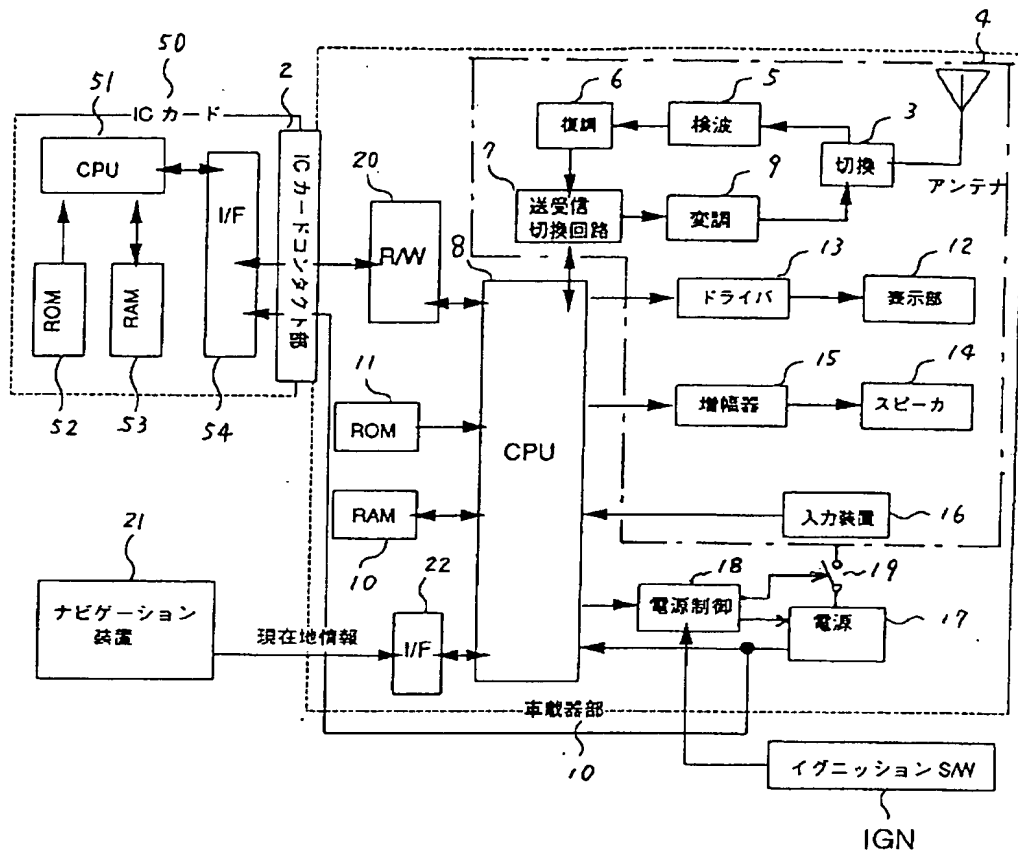 50
ICカード
51
CPU
I/F
ROM
RAM
52
53
54
2
ICカードコンタクト部
4
6
復調
5
検波
3
切換
アンテナ
7
送受信
切換回路
9
変調
20
R/W
8
CPU
13
ドライバ
12
表示部
11
ROM
15
増幅器
14
スピーカ
RAM
10
入力装置
16
21
ナビゲーション
装置
現在地情報
22
I/F
18
電源制御
19
電源
17
車載器部
10
イグニッション S/W
IGN